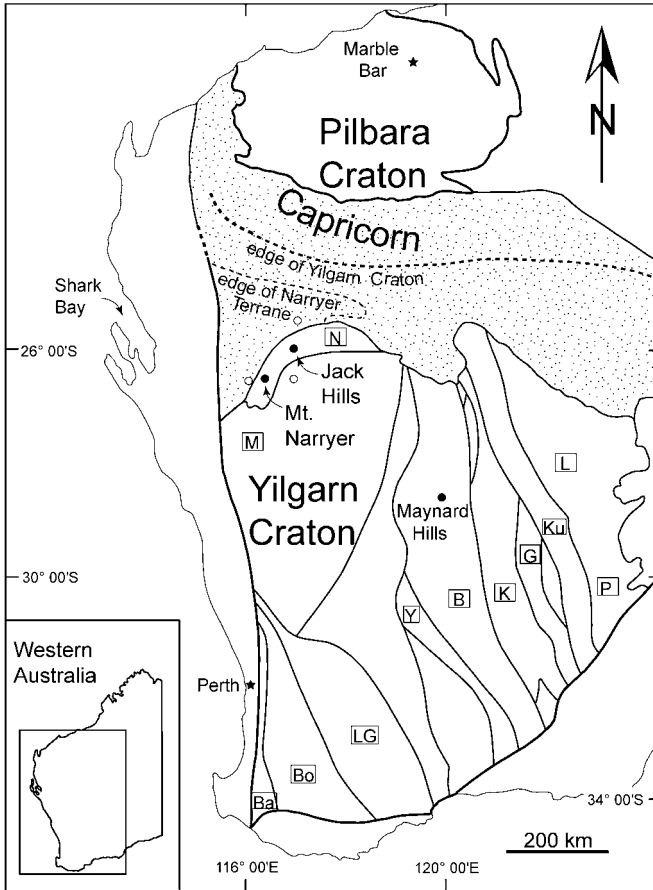 Marble
Bar
N
Pilbara
Craton
Capricorn
edge of Yilgarn Craton
edge of Narryer
Terrane
Shark
Bay
N
26° 00'S
Jack
Hills
Mt.
Narryer
M
L
Yilgarn
Craton
Maynard
Hills
Ku
G
30° 00'S
P
B
K
Y
Western
Australia
Perth
LG
Bo
Ba
34° 00'S
200 km
116° 00'E
120° 00'E